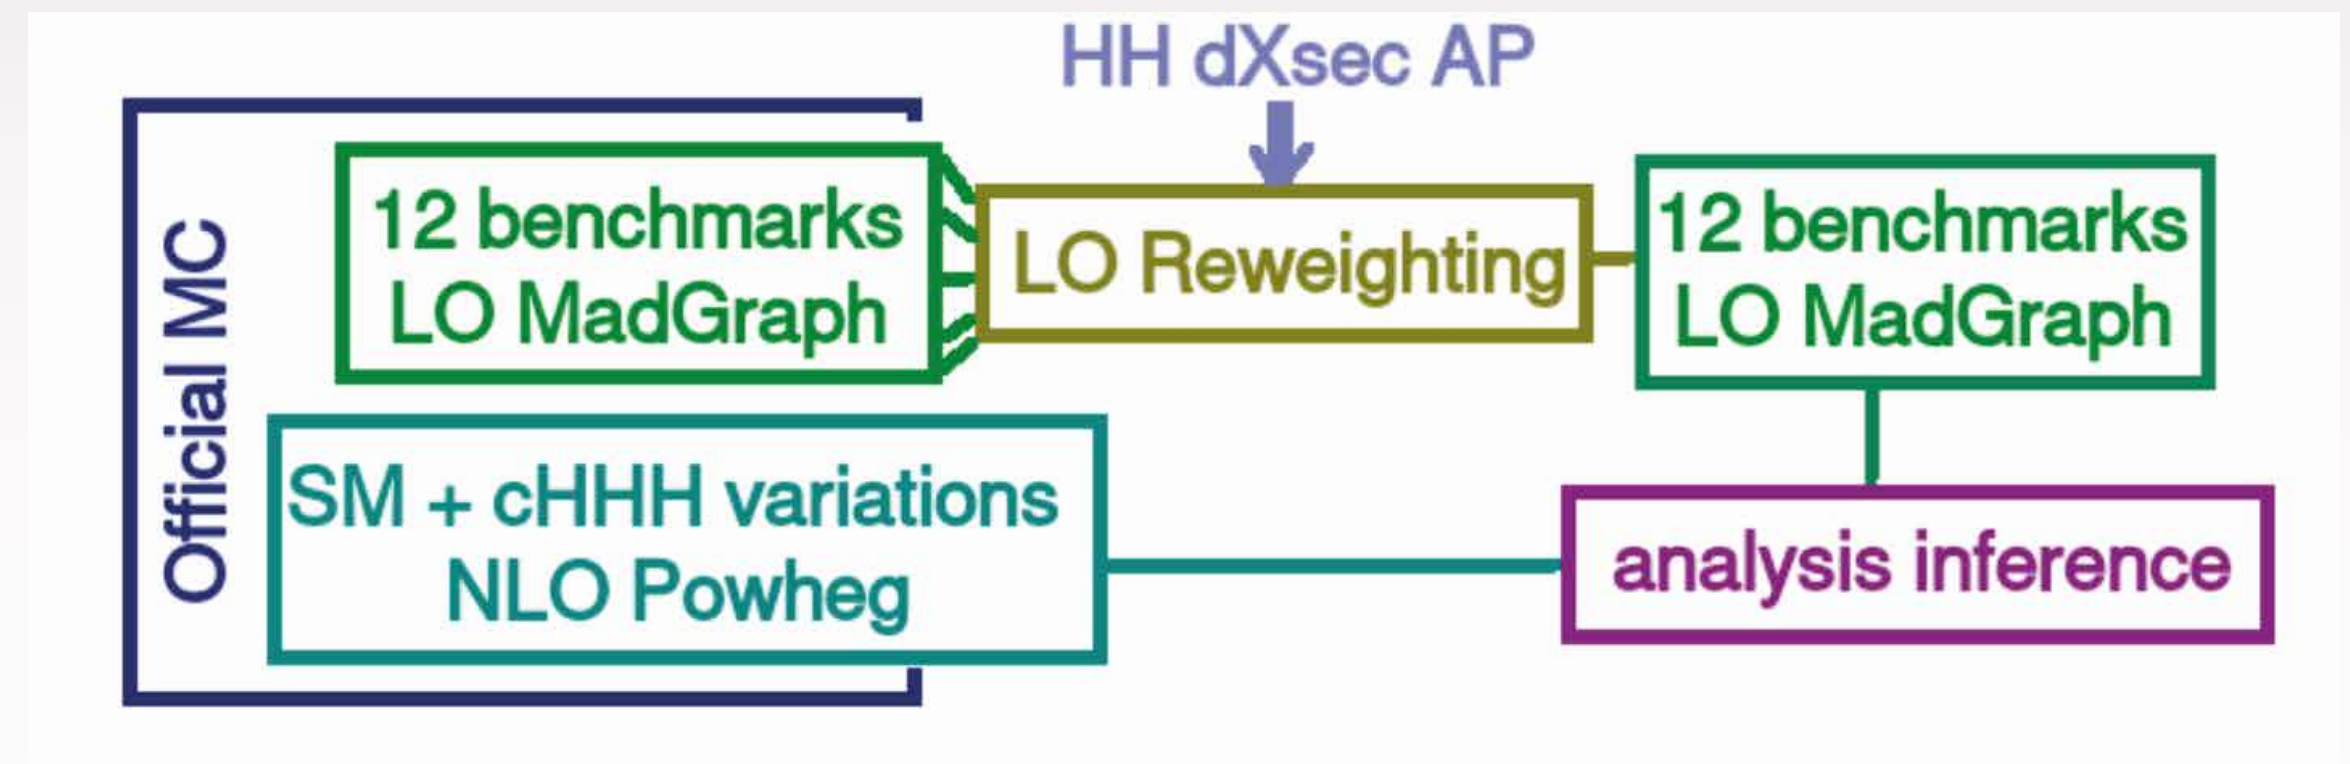 HH dXsec AP
Official MC
12 benchmarks
LO MadGraph
LO Reweighting
12 benchmarks
LO MadGraph
SM + cHHH variations
NLO Powheg
analysis inference